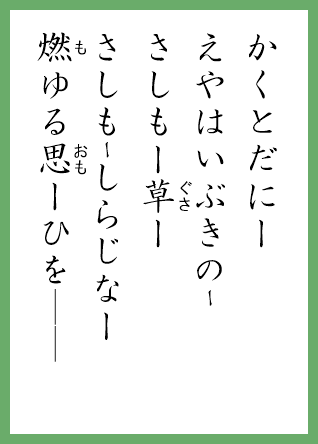 かくとだにー
えやはいぶきのー
さしもー草ー
さしも～しらじなー
燃ゆる思ーひを――